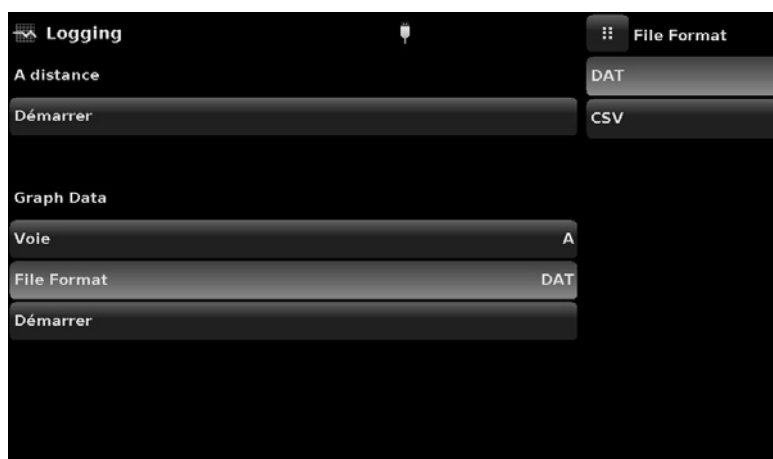 Logging
A distance
Démarrer
Graph Data
Voie A
File Format DAT
Démarrer
File Format
DAT
CSV